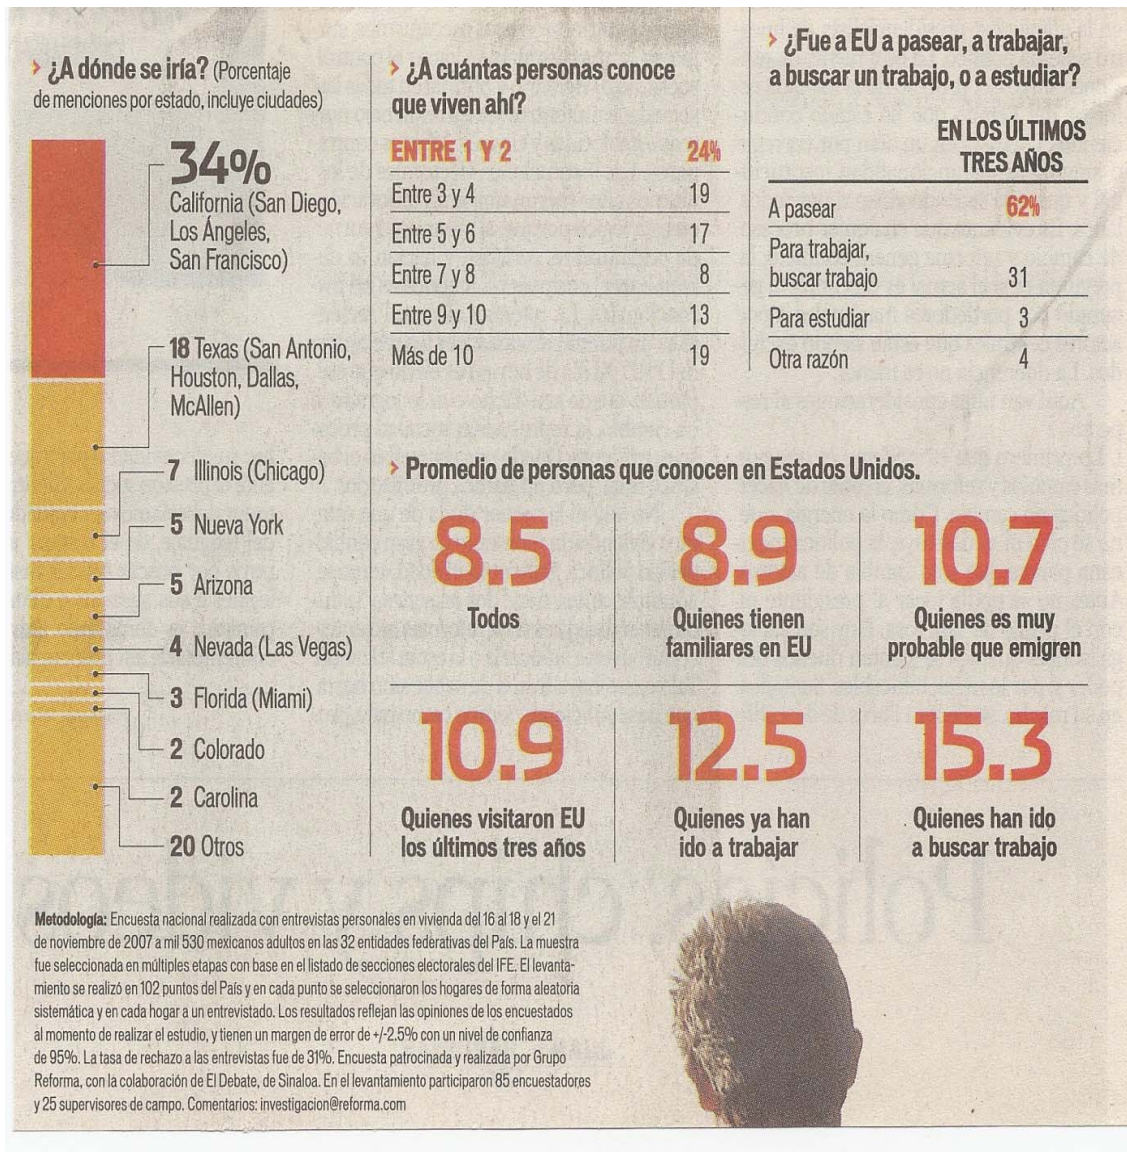 › ¿A dónde se iría? (Porcentaje
de menciones por estado, incluye ciudades)
34%
California (San Diego,
Los Ángeles,
San Francisco)
18 Texas (San Antonio,
Houston, Dallas,
McAllen)
7 Illinois (Chicago)
5 Nueva York
5 Arizona
4 Nevada (Las Vegas)
3 Florida (Miami)
2 Colorado
2 Carolina
20 Otros
› ¿A cuántas personas conoce
que viven ahí?
ENTRE 1 Y 2 24%
Entre 3 y 4 19
Entre 5 y 6 17
Entre 7 y 8 8
Entre 9 y 10 13
Más de 10 19
› ¿Fue a EU a pasear, a trabajar,
a buscar un trabajo, o a estudiar?
EN LOS ÚLTIMOS
TRES AÑOS
A pasear 62%
Para trabajar,
buscar trabajo 31
Para estudiar 3
Otra razón 4
› Promedio de personas que conocen en Estados Unidos.
8.5
Todos
8.9
Quienes tienen
familiares en EU
10.7
Quienes es muy
probable que emigren
10.9
Quienes visitaron EU
los últimos tres años
12.5
Quienes ya han
ido a trabajar
15.3
Quienes han ido
a buscar trabajo
Metodología: Encuesta nacional realizada con entrevistas personales en vivienda del 16 al 18 y el 21
de noviembre de 2007 a mil 530 mexicanos adultos en las 32 entidades federativas del País. La muestra
fue seleccionada en múltiples etapas con base en el listado de secciones electorales del IFE. El levanta-
miento se realizó en 102 puntos del País y en cada punto se seleccionaron los hogares de forma aleatoria
sistemática y en cada hogar a un entrevistado. Los resultados reflejan las opiniones de los encuestados
al momento de realizar el estudio, y tienen un margen de error de +/-2.5% con un nivel de confianza
de 95%. La tasa de rechazo a las entrevistas fue de 31%. Encuesta patrocinada y realizada por Grupo
Reforma, con la colaboración de El Debate, de Sinaloa. En el levantamiento participaron 85 encuestadores
y 25 supervisores de campo. Comentarios: investigacion@reforma.com